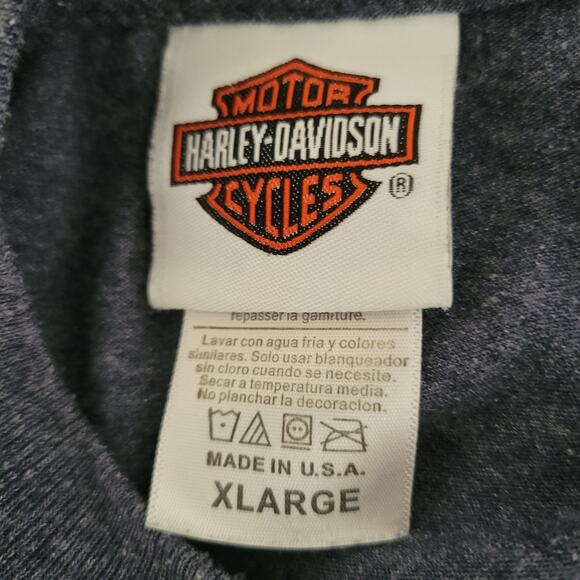 MOTOR
HARLEY-DAVIDSON
CYCLES
®
repasser la garniture.
Lavar con agua fria y colores
similares. Solo usar blanqueador
sin cloro cuando se necesite.
Secar a temperatura media.
No planchar la decoracion.
MADE IN U.S.A.
XLARGE